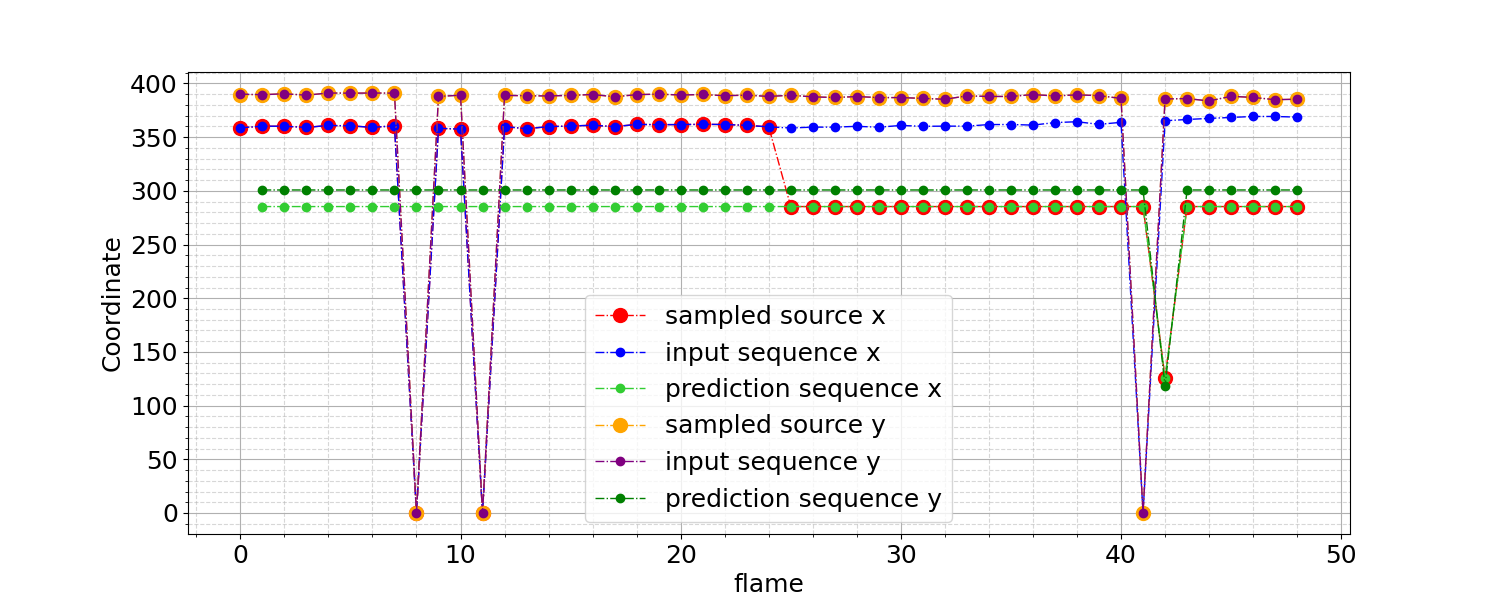 400
350
300
250
200
150
100
50
0
Coordinate
sampled source x
input sequence x
prediction sequence x
sampled source y
input sequence y
prediction sequence y
0 10 20 30 40 50
flame